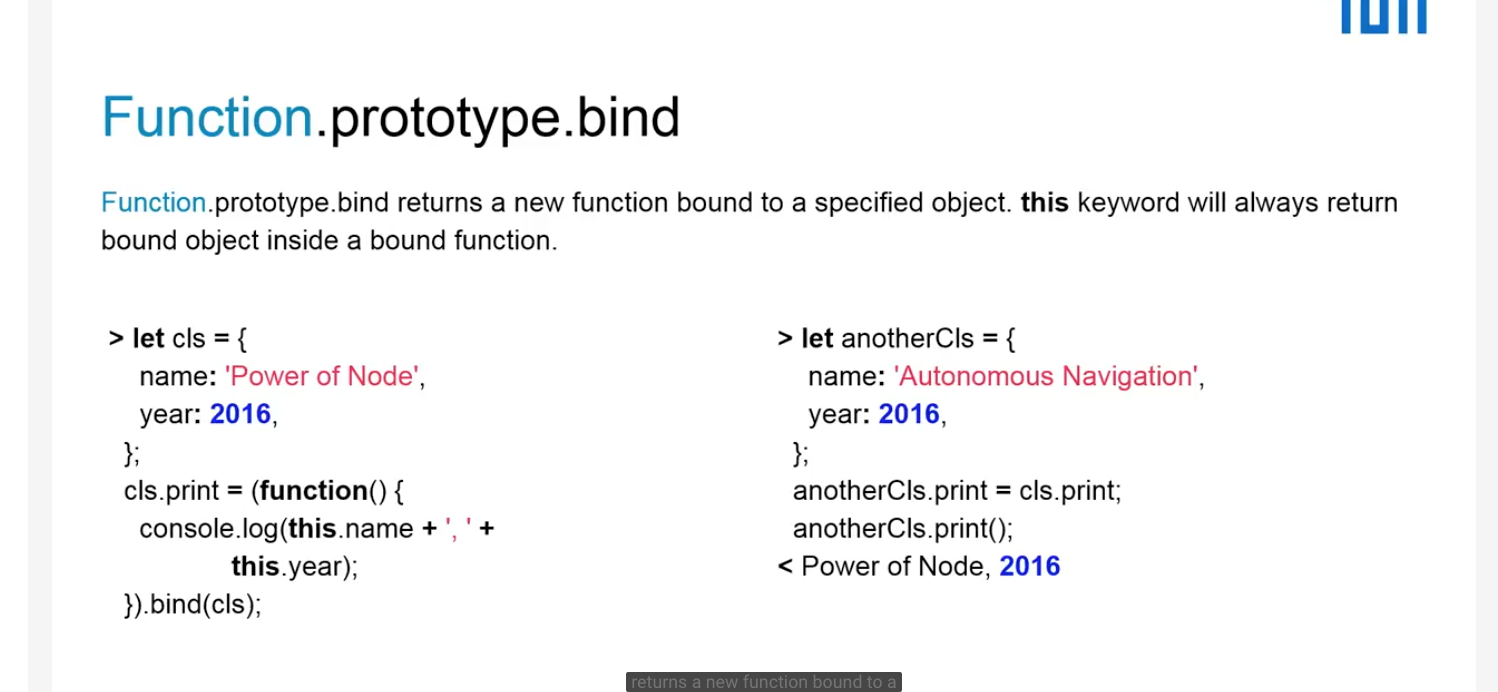 Function.prototype.bind
Function.prototype.bind returns a new function bound to a specified object. this keyword will always return
bound object inside a bound function.
> let cls = {
name: 'Power of Node',
year: 2016,
};
cls.print = (function() {
console.log(this.name + ', ' +
this.year);
}).bind(cls);
> let anotherCls = {
name: 'Autonomous Navigation',
year: 2016,
};
anotherCls.print = cls.print;
anotherCls.print();
< Power of Node, 2016
returns a new function bound to a